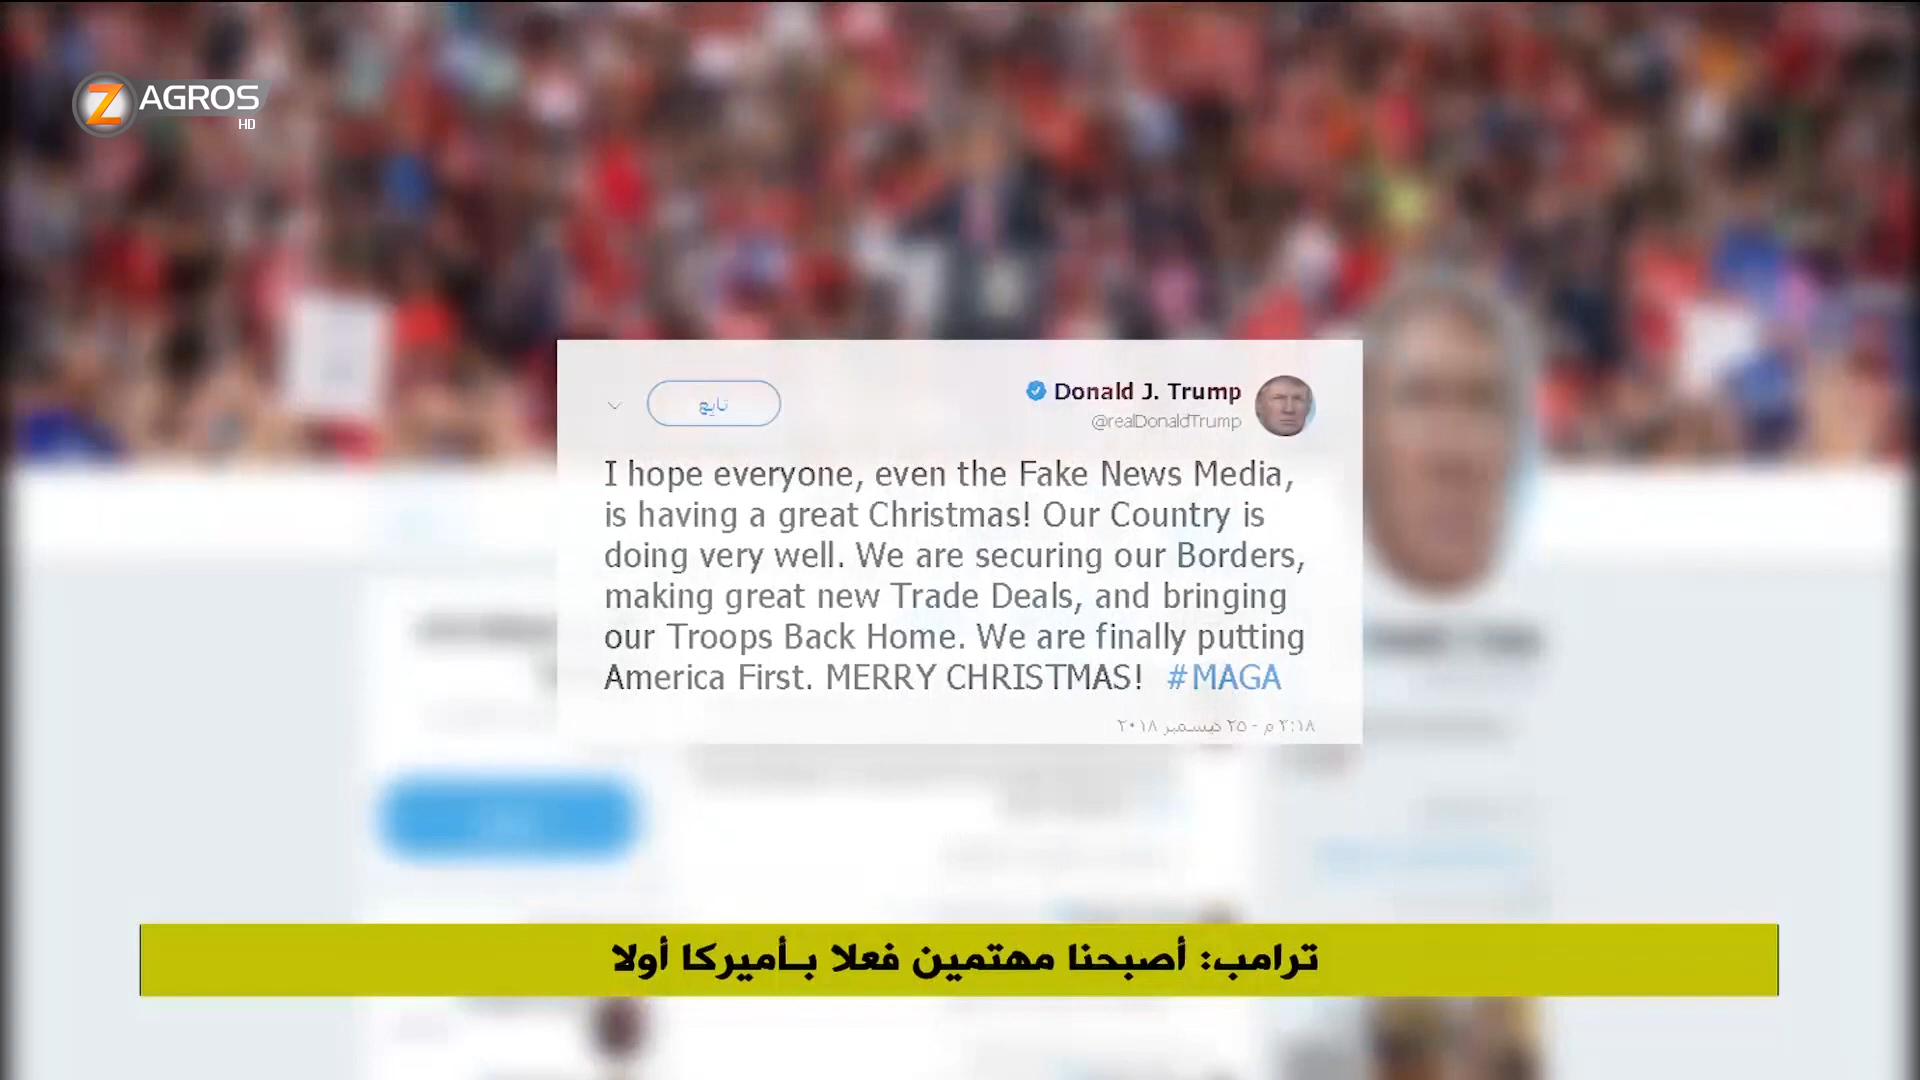 ZAGROS
HD
Donald J. Trump
@realDonaldTrump
تابع
I hope everyone, even the Fake News Media,
is having a great Christmas! Our Country is
doing very well. We are securing our Borders,
making great new Trade Deals, and bringing
our Troops Back Home. We are finally putting
America First. MERRY CHRISTMAS! #MAGA
٣:١٨ م - ٢٥ ديسمبر ٢٠١٨
ترامب: أصبحنا مهتمين فعلا بـأميركا أولا